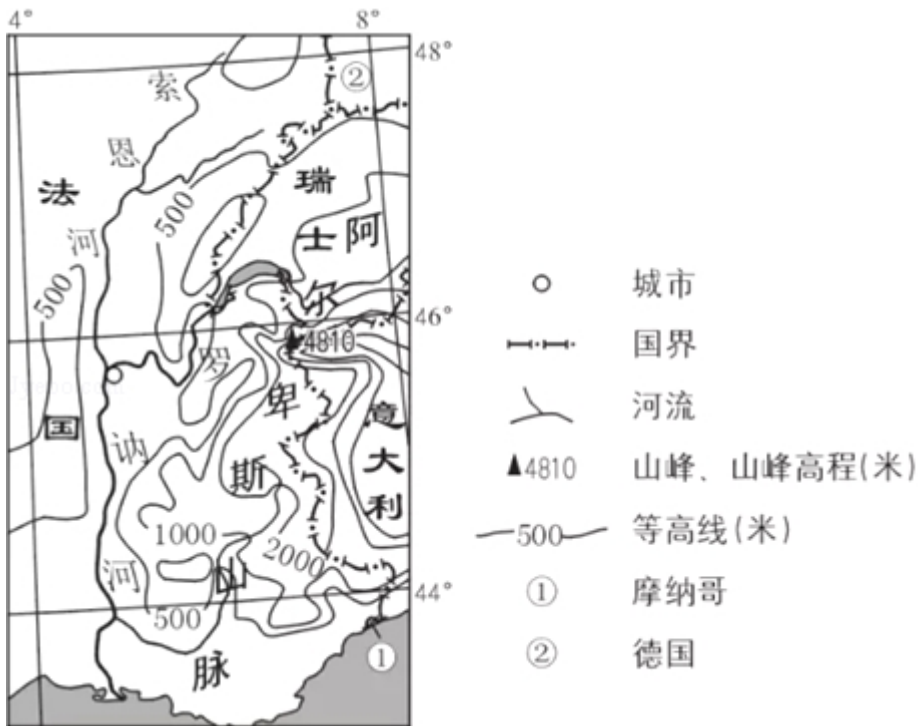 4° 8°
48°
②
索
恩
河
法
国
瑞
士
阿
尔
卑
斯
山
脉
500
500
46°
4810
罗
讷
河
意
大
利
1000
2000
500
44°
①
城市
国界
河流
4810 山峰、山峰高程(米)
500 等高线(米)
① 摩纳哥
② 德国